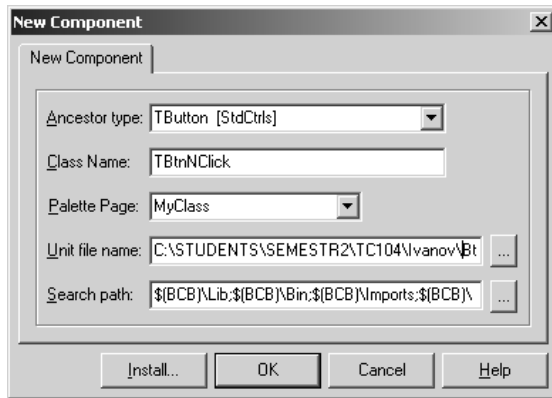 New Component
New Component
Ancestor type: TButton [StdCtrls]
Class Name: TBtnNClick
Palette Page: MyClass
Unit file name: C:\STUDENTS\SEMESTR2\TC104\Ivanov\Bt ...
Search path: $(BCB)\Lib;$(BCB)\Bin;$(BCB)\Imports;$(BCB)\ ...
Install... OK Cancel Help